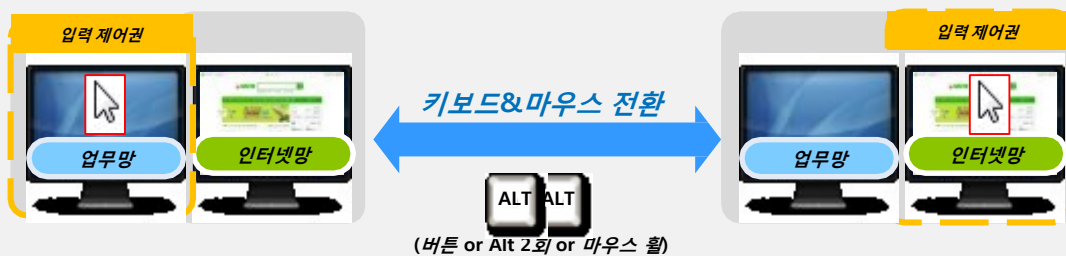 입력 제어권
업무망
인터넷망
키보드&마우스 전환
ALT ALT
(버튼 or Alt 2회 or 마우스 휠)
입력 제어권
업무망
인터넷망